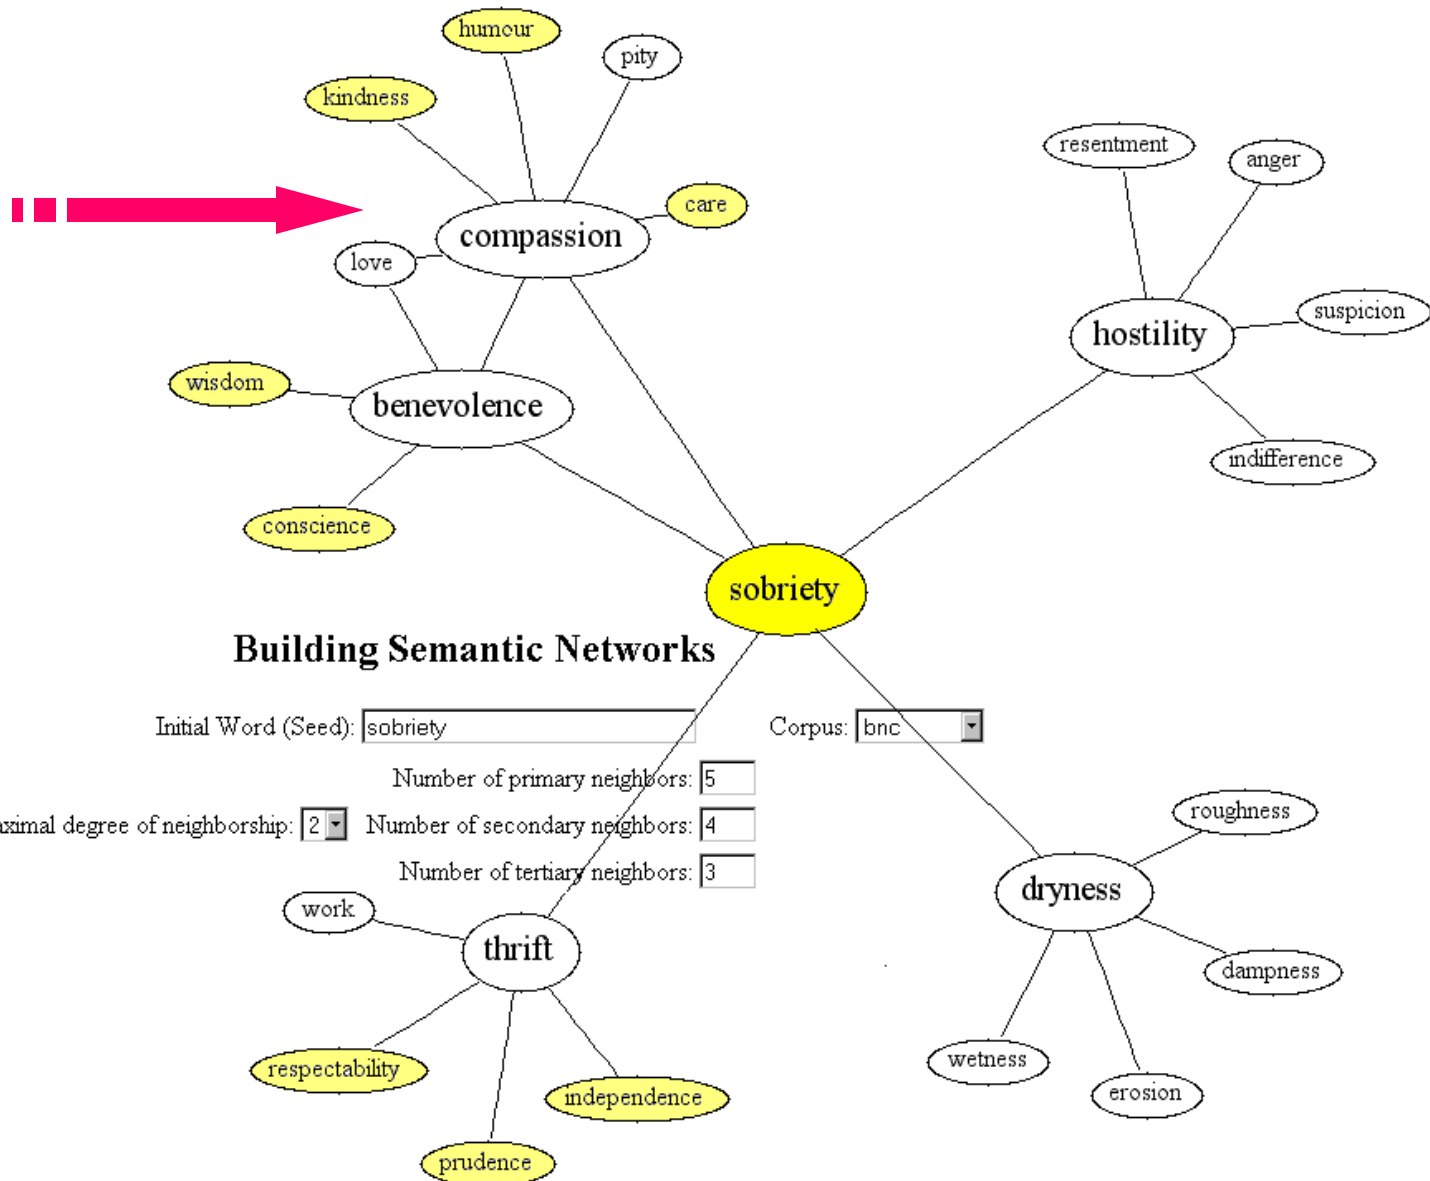 humour
pity
kindness
resentment
anger
care
compassion
love
suspicion
hostility
wisdom
benevolence
indifference
conscience
sobriety
Building Semantic Networks
Initial Word (Seed): sobriety Corpus: bnc
Number of primary neighbors: 5
aximal degree of neighborship: 2 Number of secondary neighbors: 4
Number of tertiary neighbors: 3
roughness
dryness
work
thrift
dampness
wetness
respectability
independence
erosion
prudence